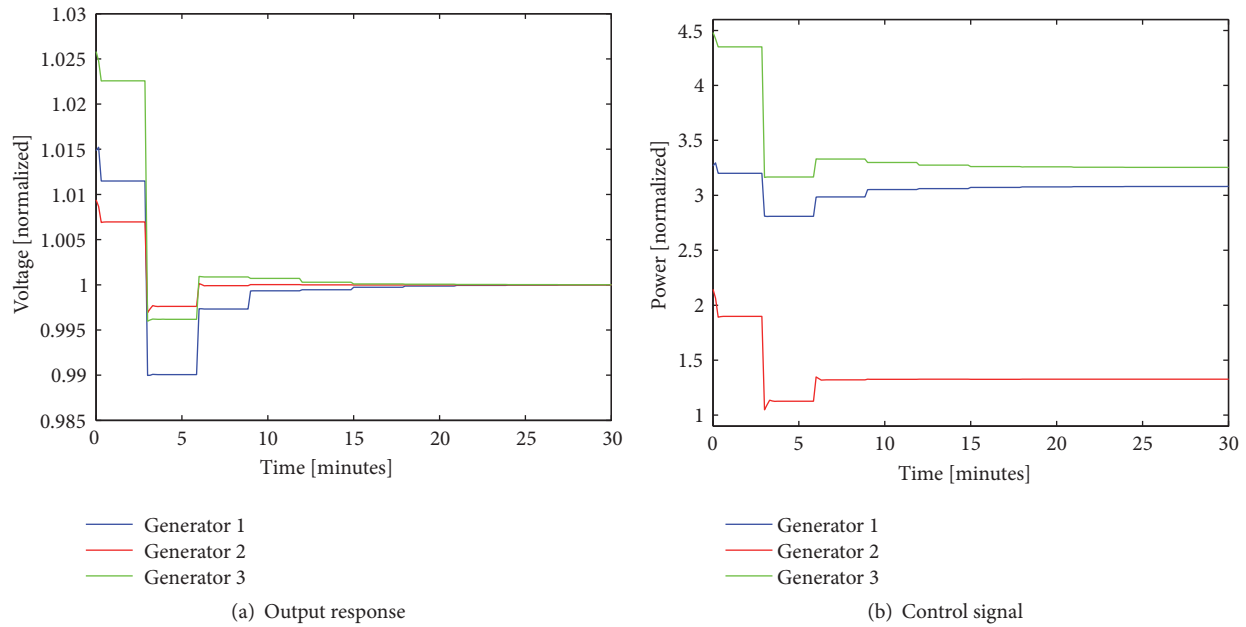 1.03
1.025
1.02
1.015
1.01
1.005
1
0.995
0.99
0.985
Voltage [normalized]
0 5 10 15 20 25 30
Time [minutes]
Generator 1
Generator 2
Generator 3
(a) Output response
4.5
4
3.5
3
2.5
2
1.5
1
Power [normalized]
0 5 10 15 20 25 30
Time [minutes]
Generator 1
Generator 2
Generator 3
(b) Control signal